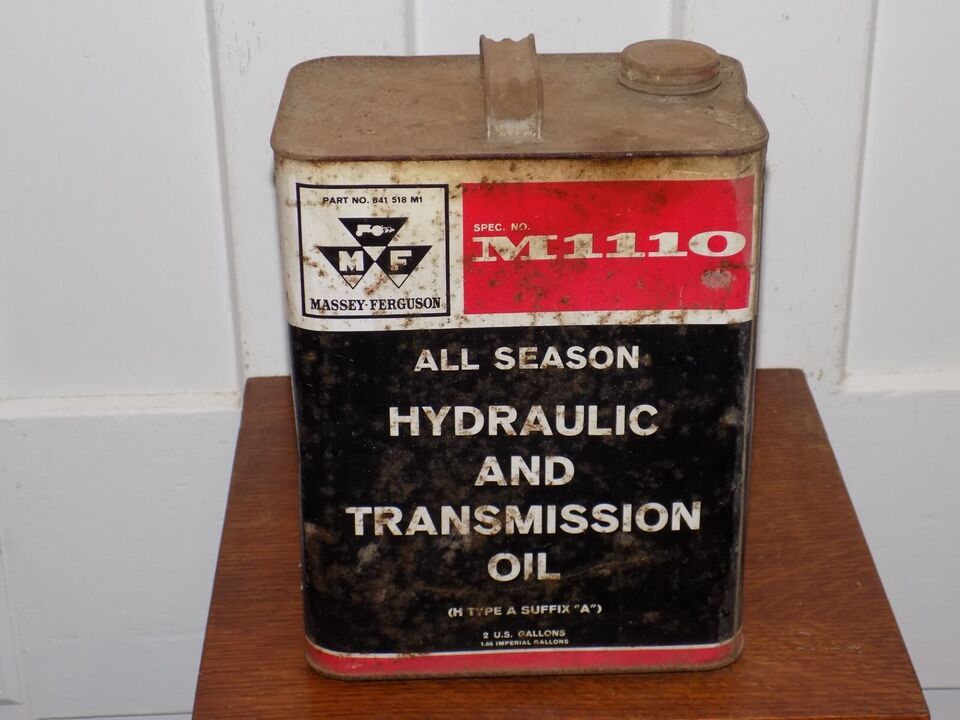 PART NO. 841 518 M1
M F
MASSEY-FERGUSON
SPEC. NO.
M1110
ALL SEASON
HYDRAULIC
AND
TRANSMISSION
OIL
(H TYPE A SUFFIX "A")
2 U.S. GALLONS
1.66 IMPERIAL GALLONS